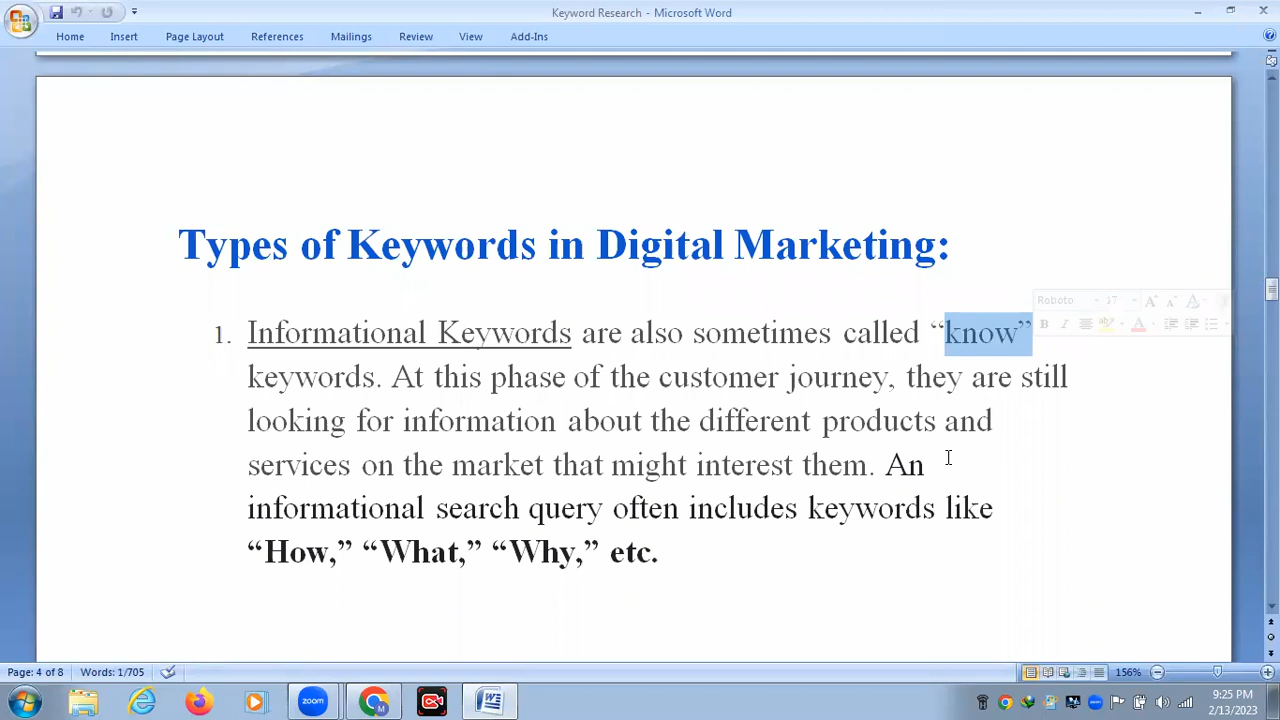 Keyword Research - Microsoft Word
Home Insert Page Layout References Mailings Review View Add-Ins
Types of Keywords in Digital Marketing:
Roboto 17
1. Informational Keywords are also sometimes called “know”
keywords. At this phase of the customer journey, they are still
looking for information about the different products and
services on the market that might interest them. An
informational search query often includes keywords like
“How,” “What,” “Why,” etc.
Page: 4 of 8 Words: 1/705 156%
zoom
9:25 PM
2/13/2023